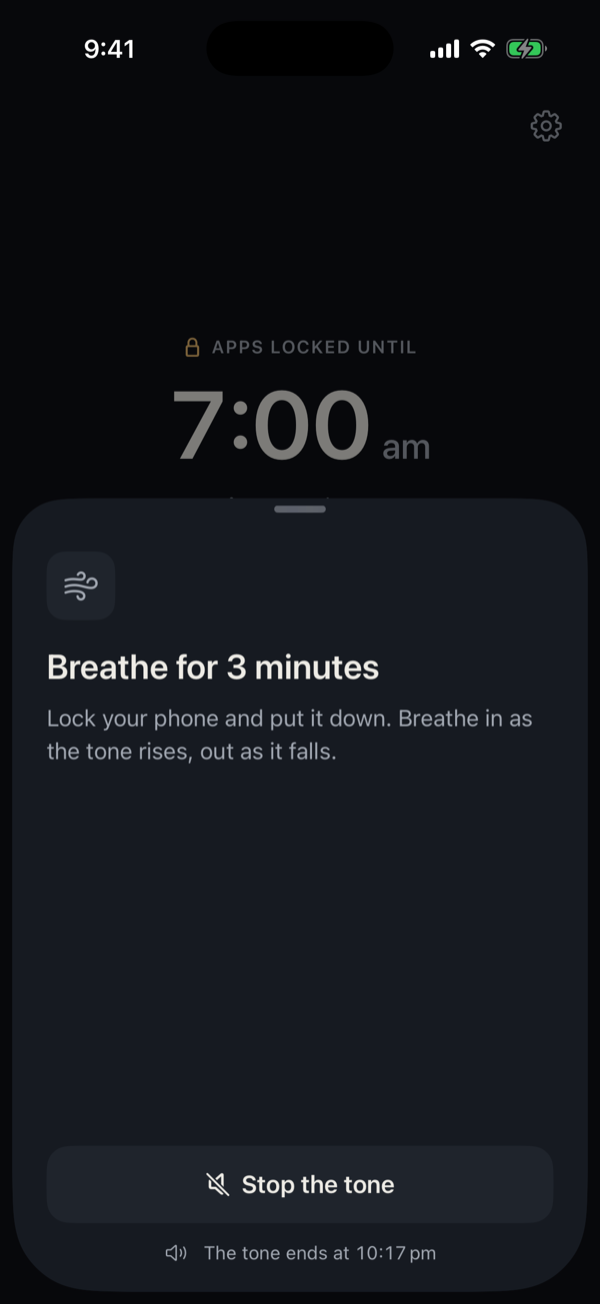 9:41
APPS LOCKED UNTIL
7:00 am
Breathe for 3 minutes
Lock your phone and put it down. Breathe in as
the tone rises, out as it falls.
Stop the tone
The tone ends at 10:17 pm